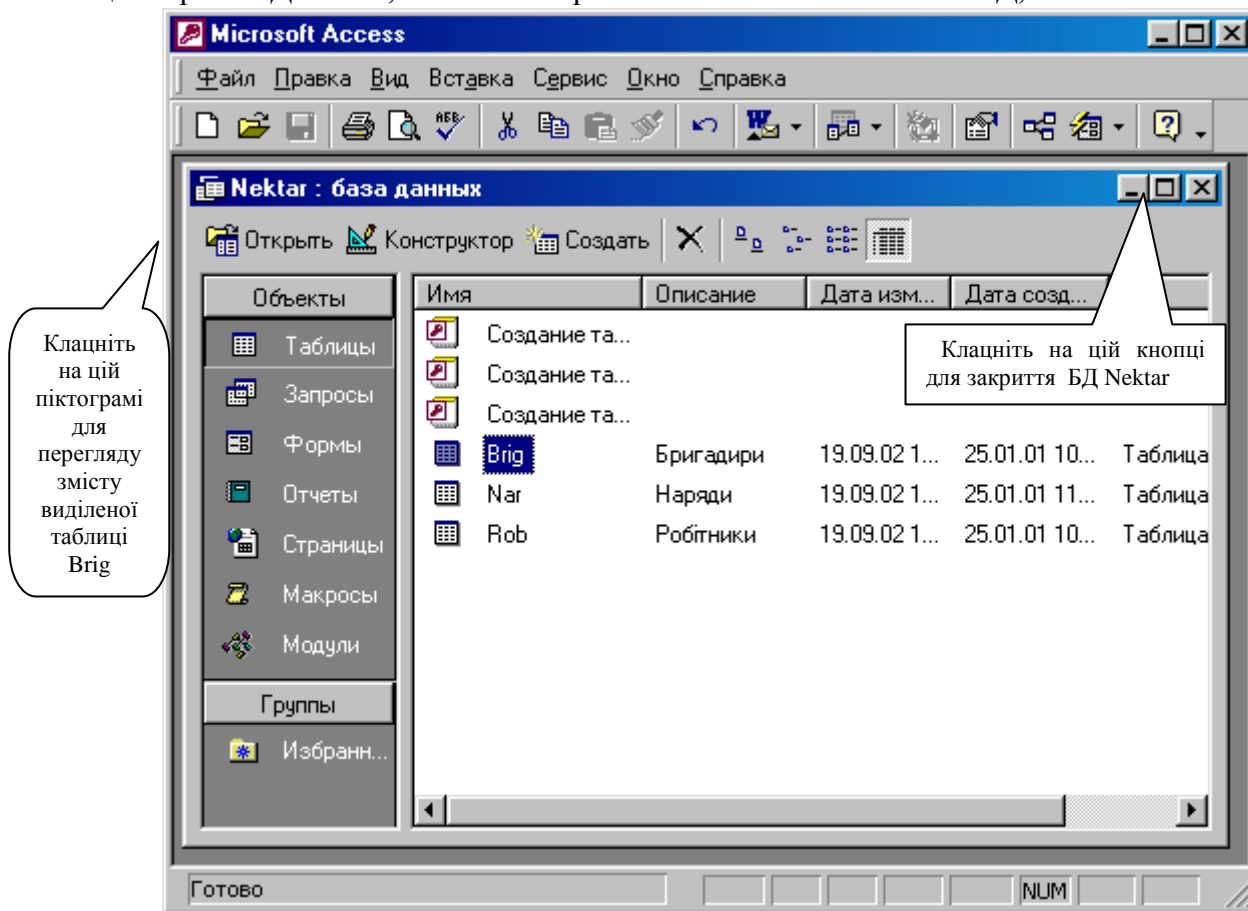 Microsoft Access
Файл Правка Вид Вставка Сервис Окно Справка
Nektar : база данных
Открыть Конструктор Создать
Объекты
Таблицы
Запросы
Формы
Отчеты
Страницы
Макросы
Модули
Группы
Избранн...
Имя Описание Дата изм... Дата созд...
Создание та...
Создание та...
Создание та...
Brig Бригадири 19.09.02 1... 25.01.01 10... Таблица
Nar Наряди 19.09.02 1... 25.01.01 11... Таблица
Rob Робітники 19.09.02 1... 25.01.01 10... Таблица
Клацніть
на цій
піктограмі
для
перегляду
змісту
виділеної
таблиці
Brig
Клацніть на цій кнопці
для закриття БД Nektar
Готово NUM